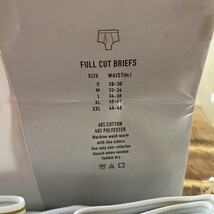 FULL CUT BRIEFS
SIZE WAIST(in.)
S 28-30
M 32-34
L 36-38
XL 40-42
XXL 44-46
60% COTTON
40% POLYESTER
Machine wash warm
with like colors.
Use only non-chlorine
bleach when needed.
Tumble dry